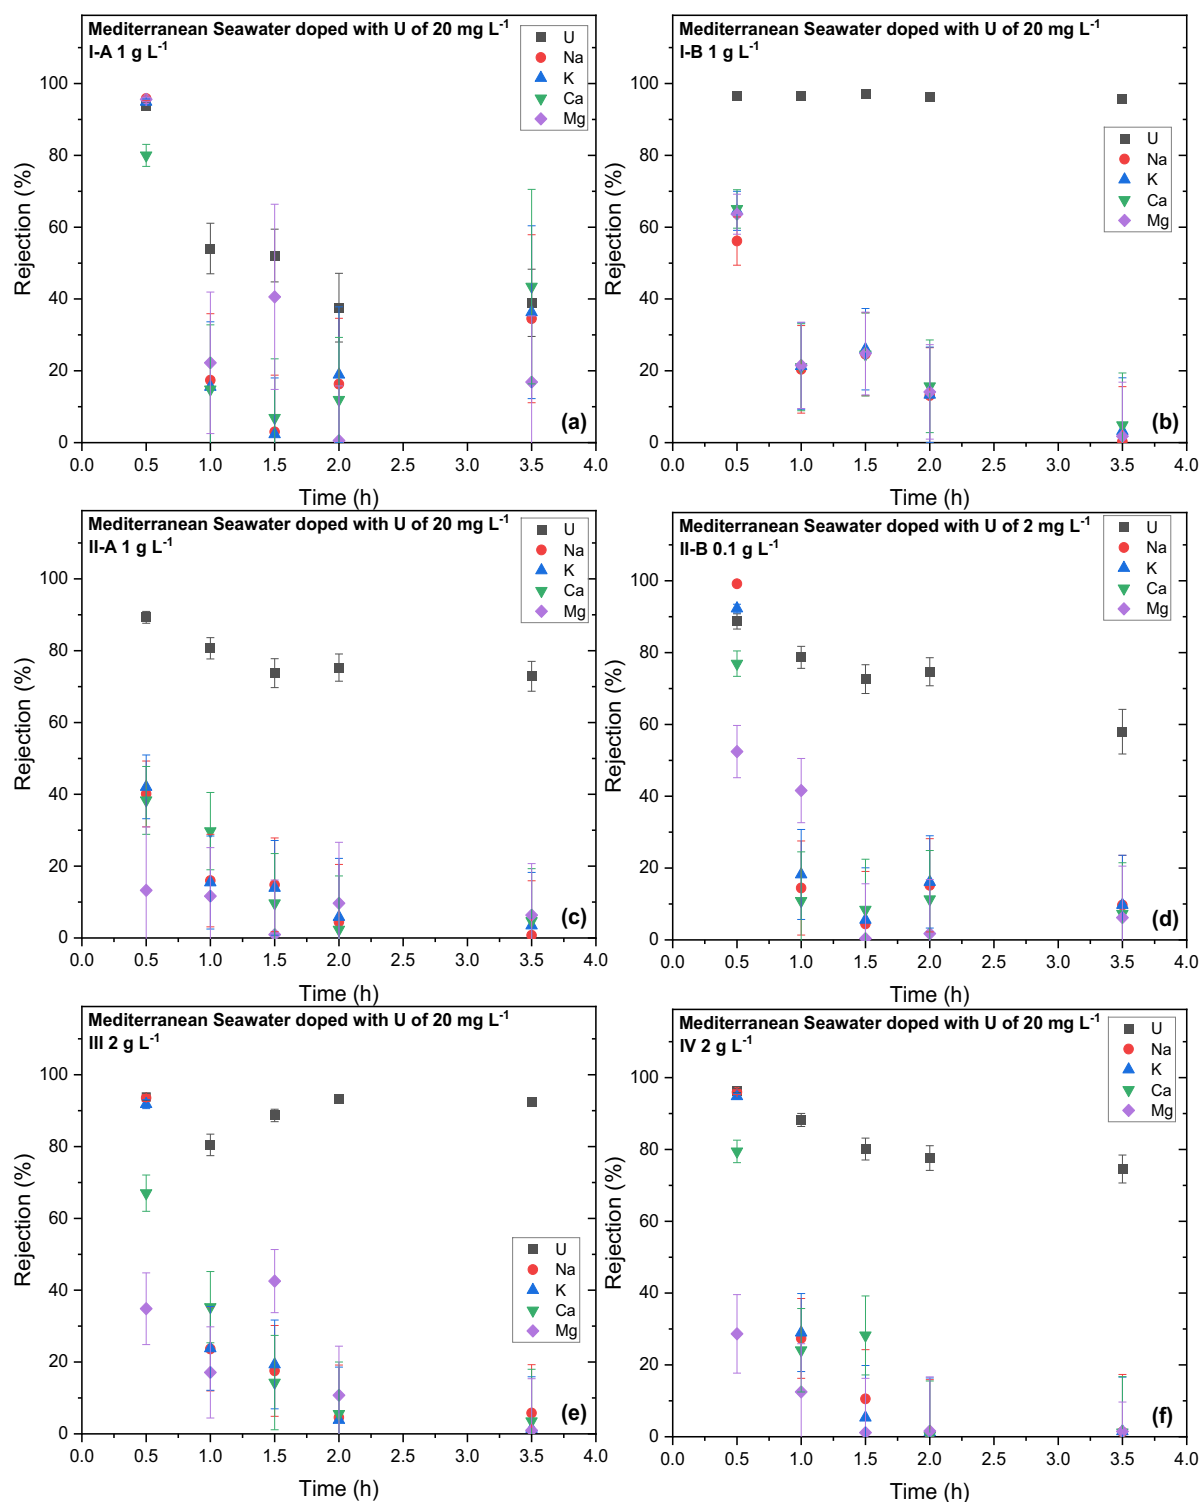 Mediterranean Seawater doped with U of 20 mg L⁻¹
I-A 1 g L⁻¹
U
Na
K
Ca
Mg
100
80
60
40
20
0
Rejection (%)
0.0 0.5 1.0 1.5 2.0 2.5 3.0 3.5 4.0
Time (h)
(a)
Mediterranean Seawater doped with U of 20 mg L⁻¹
I-B 1 g L⁻¹
U
Na
K
Ca
Mg
100
80
60
40
20
0
Rejection (%)
0.0 0.5 1.0 1.5 2.0 2.5 3.0 3.5 4.0
Time (h)
(b)
Mediterranean Seawater doped with U of 20 mg L⁻¹
II-A 1 g L⁻¹
U
Na
K
Ca
Mg
100
80
60
40
20
0
Rejection (%)
0.0 0.5 1.0 1.5 2.0 2.5 3.0 3.5 4.0
Time (h)
(c)
Mediterranean Seawater doped with U of 2 mg L⁻¹
II-B 0.1 g L⁻¹
U
Na
K
Ca
Mg
100
80
60
40
20
0
Rejection (%)
0.0 0.5 1.0 1.5 2.0 2.5 3.0 3.5 4.0
Time (h)
(d)
Mediterranean Seawater doped with U of 20 mg L⁻¹
III 2 g L⁻¹
U
Na
K
Ca
Mg
100
80
60
40
20
0
Rejection (%)
0.0 0.5 1.0 1.5 2.0 2.5 3.0 3.5 4.0
Time (h)
(e)
Mediterranean Seawater doped with U of 20 mg L⁻¹
IV 2 g L⁻¹
U
Na
K
Ca
Mg
100
80
60
40
20
0
Rejection (%)
0.0 0.5 1.0 1.5 2.0 2.5 3.0 3.5 4.0
Time (h)
(f)